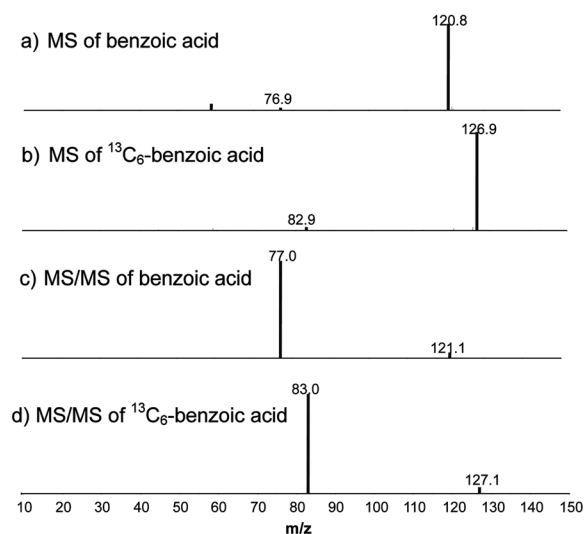 120.8
a) MS of benzoic acid
76.9
126.9
b) MS of ¹³C₆-benzoic acid
82.9
77.0
c) MS/MS of benzoic acid
121.1
83.0
d) MS/MS of ¹³C₆-benzoic acid
127.1
10 20 30 40 50 60 70 80 90 100 110 120 130 140 150
m/z